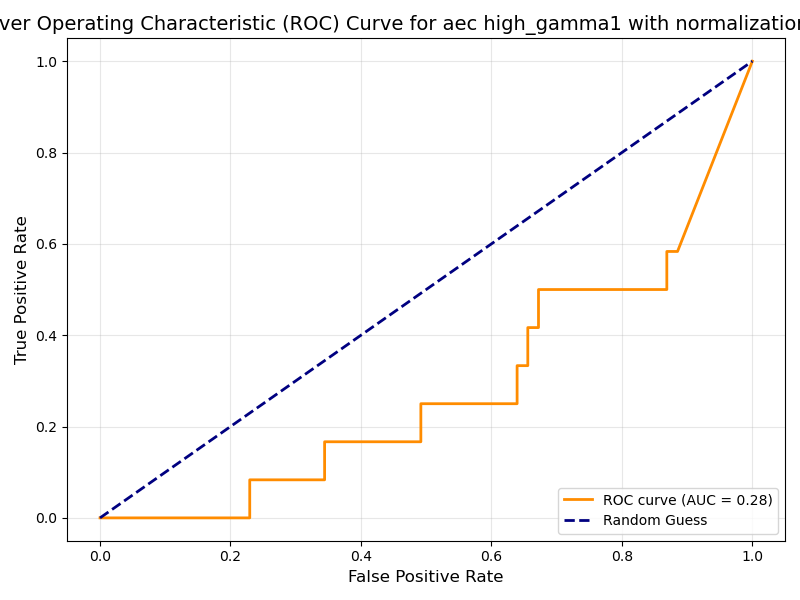 ver Operating Characteristic (ROC) Curve for aec high_gamma1 with normalization
1.0
0.8
0.6
0.4
0.2
0.0
True Positive Rate
0.0 0.2 0.4 0.6 0.8 1.0
False Positive Rate
ROC curve (AUC = 0.28)
Random Guess